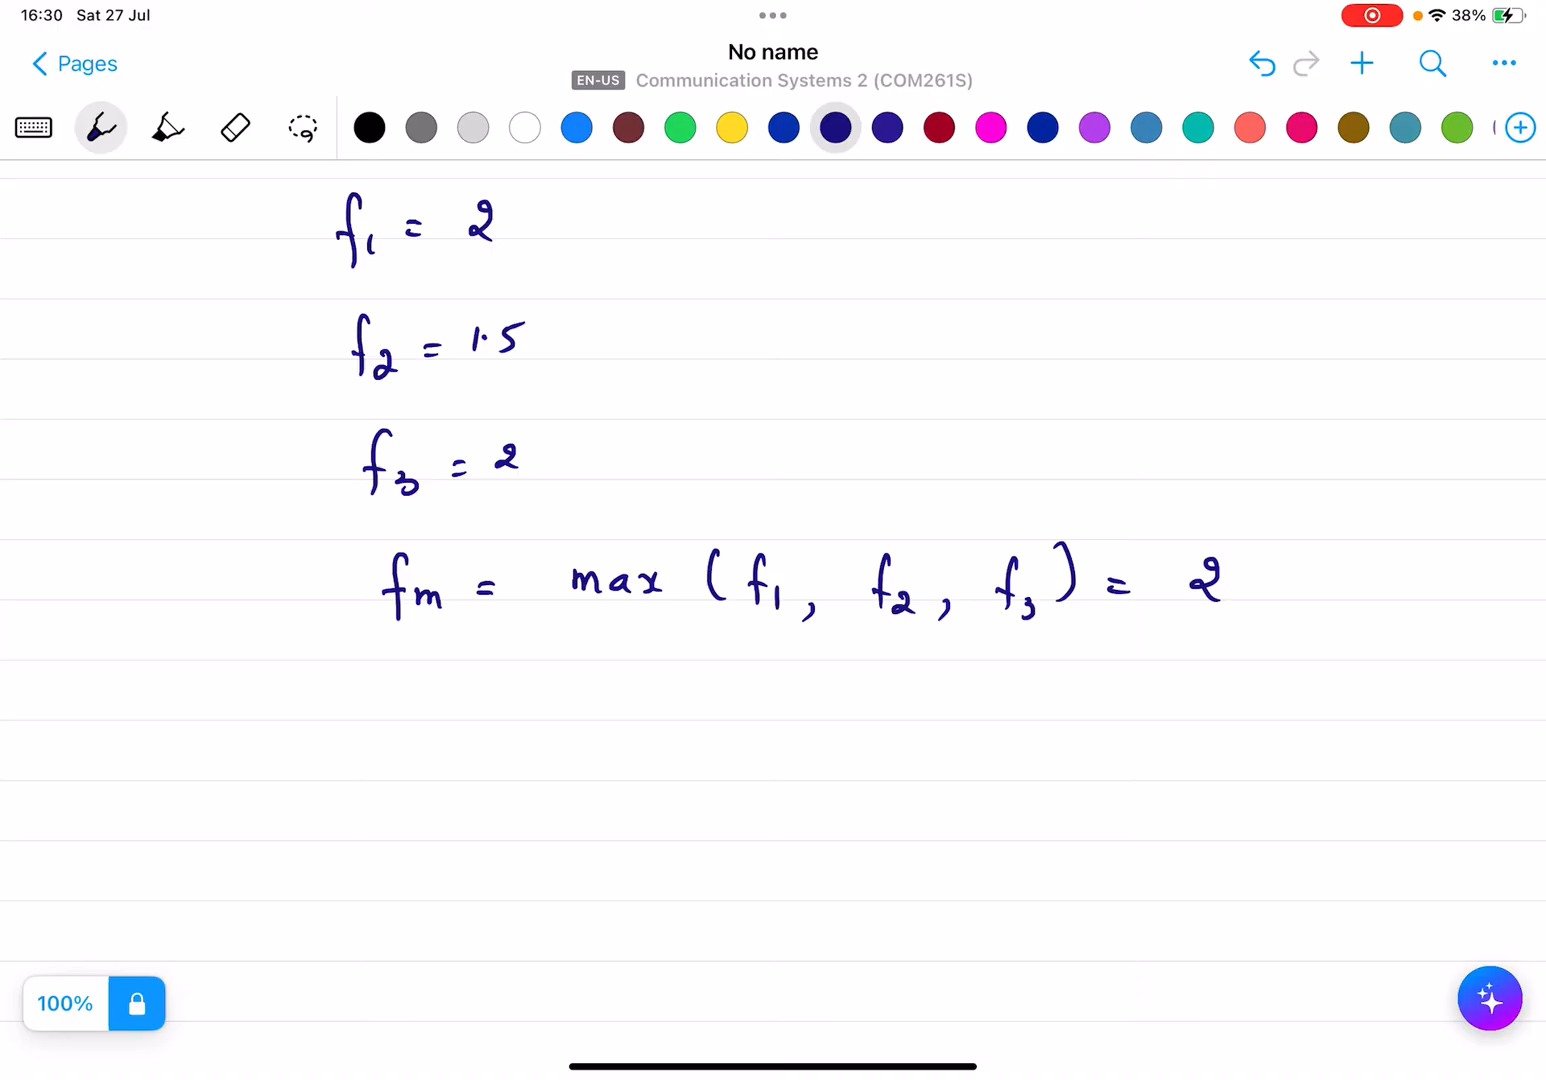 16:30 Sat 27 Jul
38%
Pages
No name
EN-US Communication Systems 2 (COM261S)
f₁ = 2
f₂ = 1.5
f₃ = 2
fm = max (f₁, f₂, f₃) = 2
100%